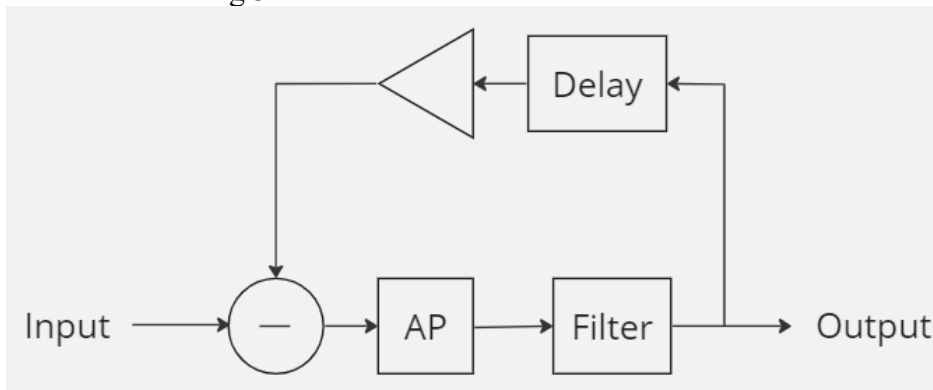 Delay
Input
—
AP
Filter
Output